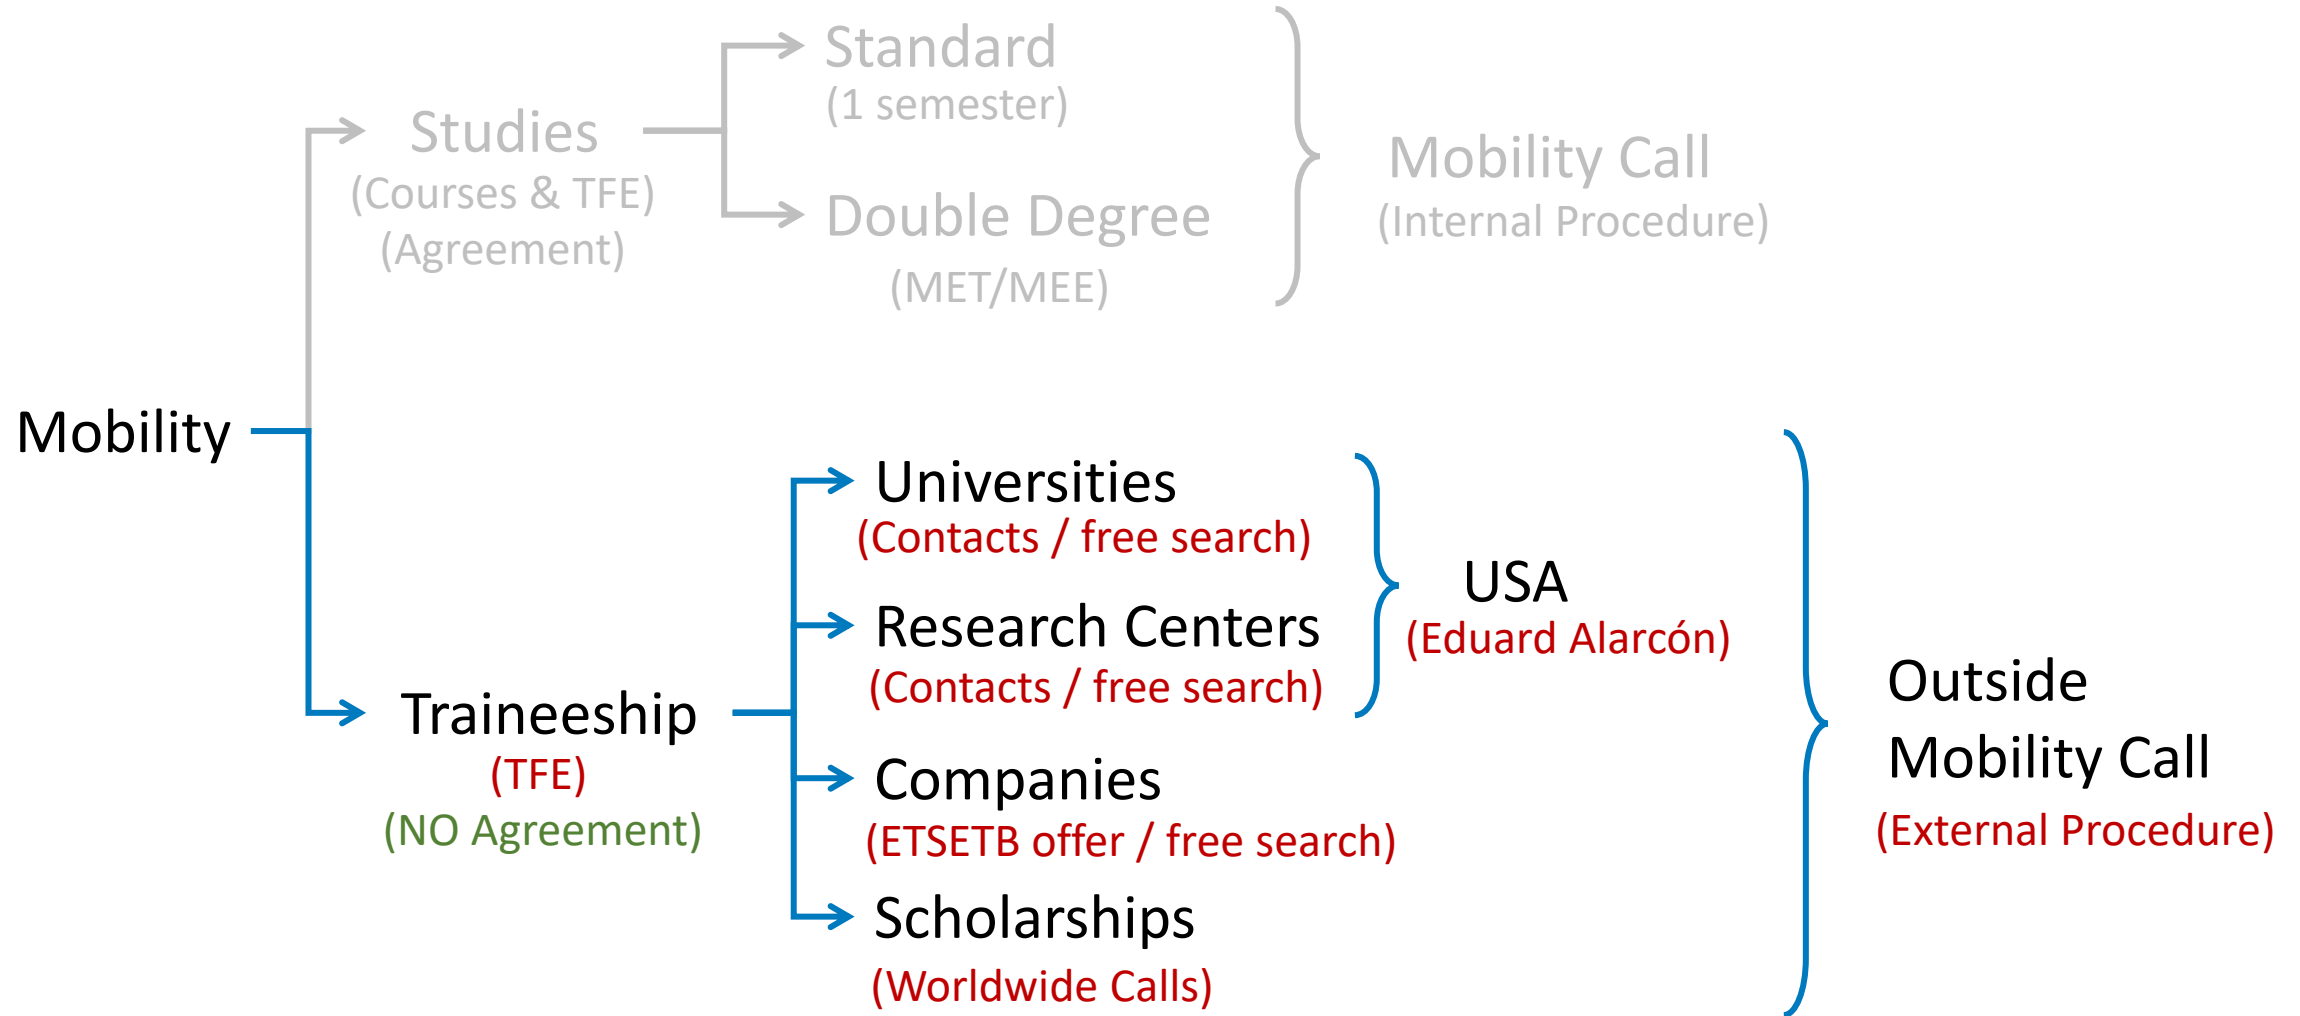 Standard
(1 semester)
Studies
(Courses & TFE)
(Agreement)
Double Degree
(MET/MEE)
Mobility Call
(Internal Procedure)
Mobility
Traineeship
(TFE)
(NO Agreement)
Universities
(Contacts / free search)
Research Centers
(Contacts / free search)
USA
(Eduard Alarcón)
Companies
(ETSETB offer / free search)
Scholarships
(Worldwide Calls)
Outside
Mobility Call
(External Procedure)